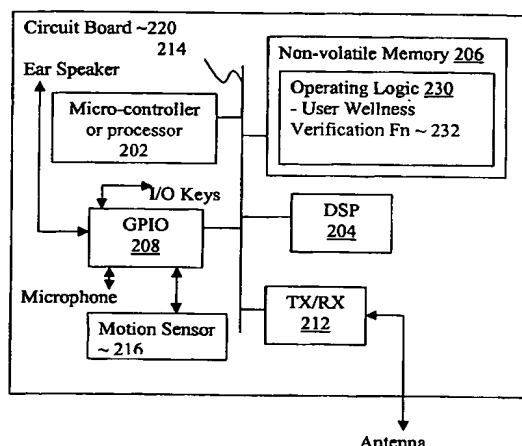 Circuit Board ~220
214
Ear Speaker
Non-volatile Memory 206
Operating Logic 230
- User Wellness
Verification Fn ~ 232
Micro-controller
or processor
202
I/O Keys
GPIO
208
DSP
204
Microphone
TX/RX
212
Motion Sensor
~ 216
Antenna